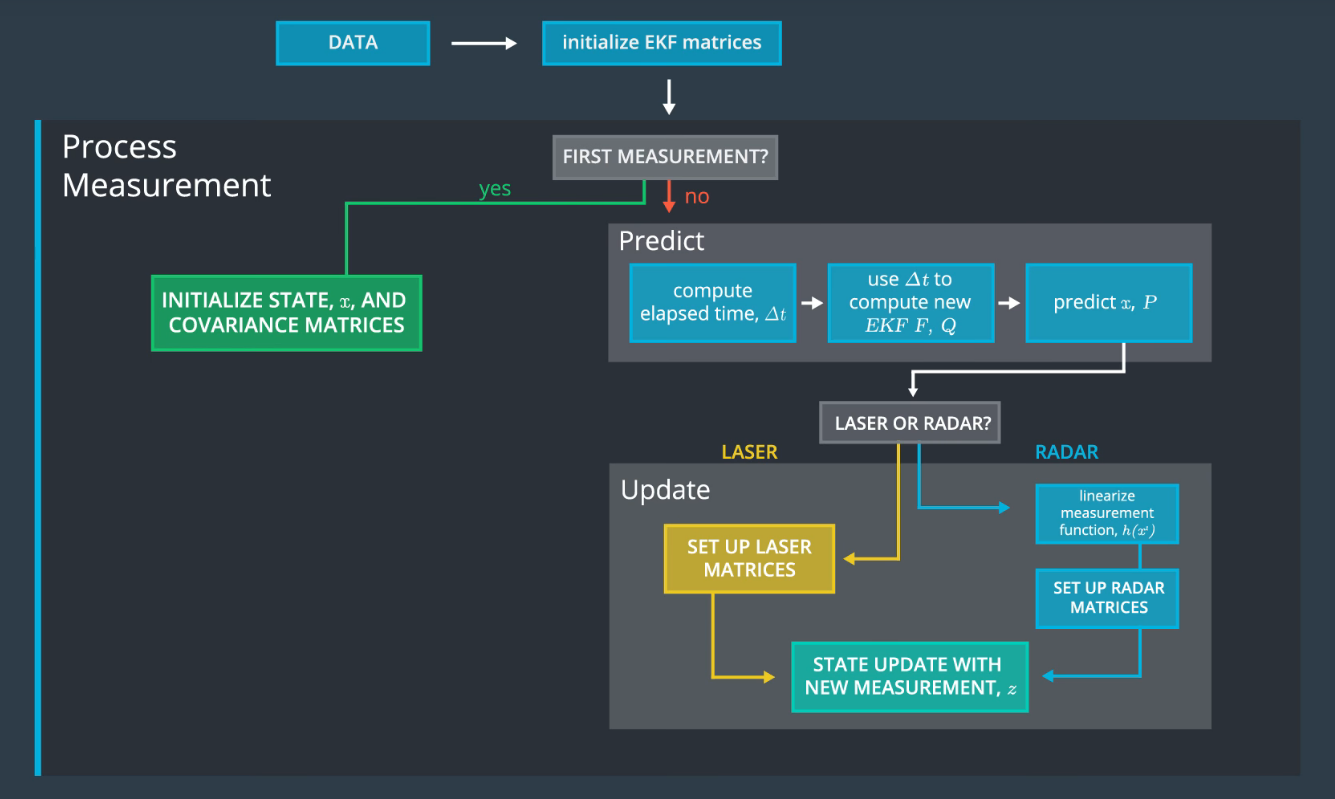 DATA
initialize EKF matrices
Process
Measurement
FIRST MEASUREMENT?
yes
no
INITIALIZE STATE, x, AND
COVARIANCE MATRICES
Predict
compute
elapsed time, Δt
use Δt to
compute new
EKF F, Q
predict x, P
LASER OR RADAR?
LASER
RADAR
Update
linearize
measurement
function, h(x')
SET UP LASER
MATRICES
SET UP RADAR
MATRICES
STATE UPDATE WITH
NEW MEASUREMENT, z